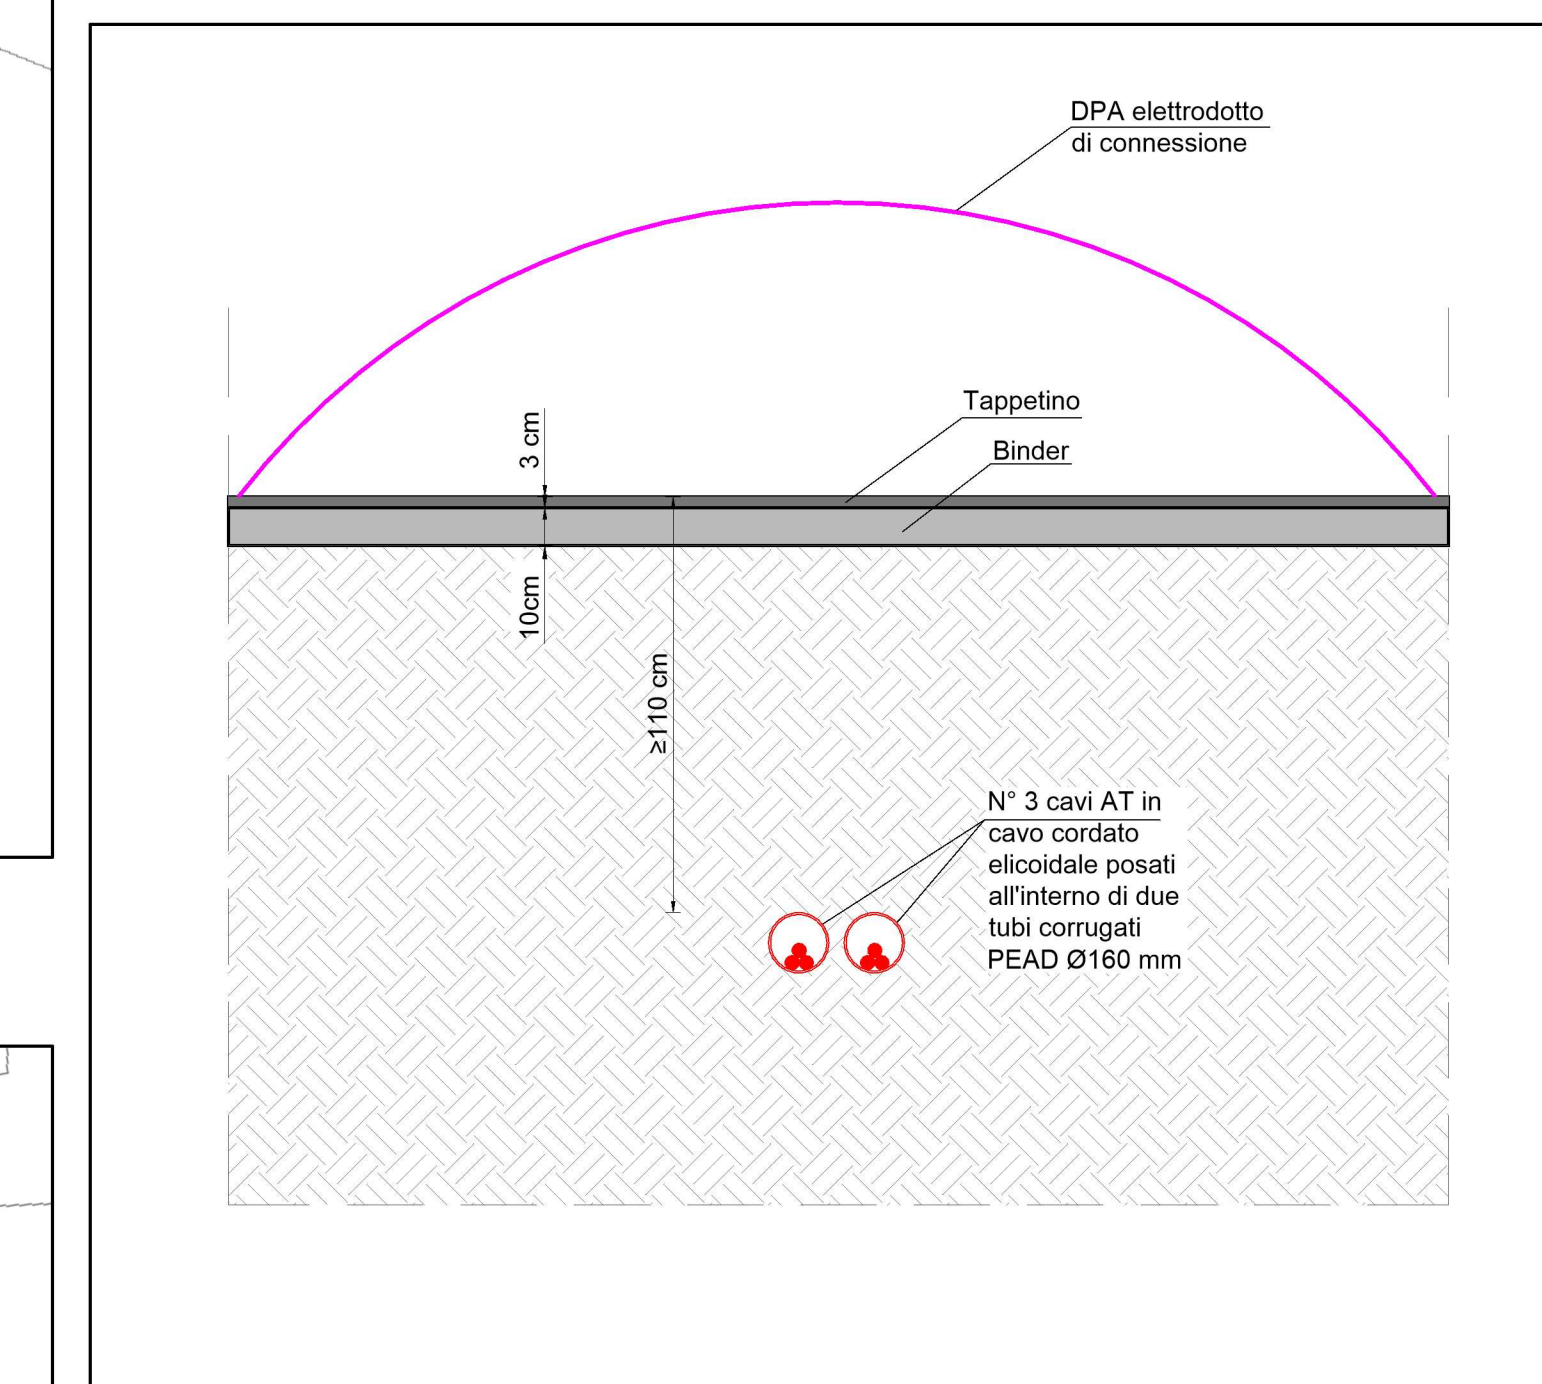 DPA elettrodotto
di connessione
Tappetino
Binder
3 cm
10cm
≥110 cm
N° 3 cavi AT in
cavo cordato
elicoidale posati
all'interno di due
tubi corrugati
PEAD Ø160 mm